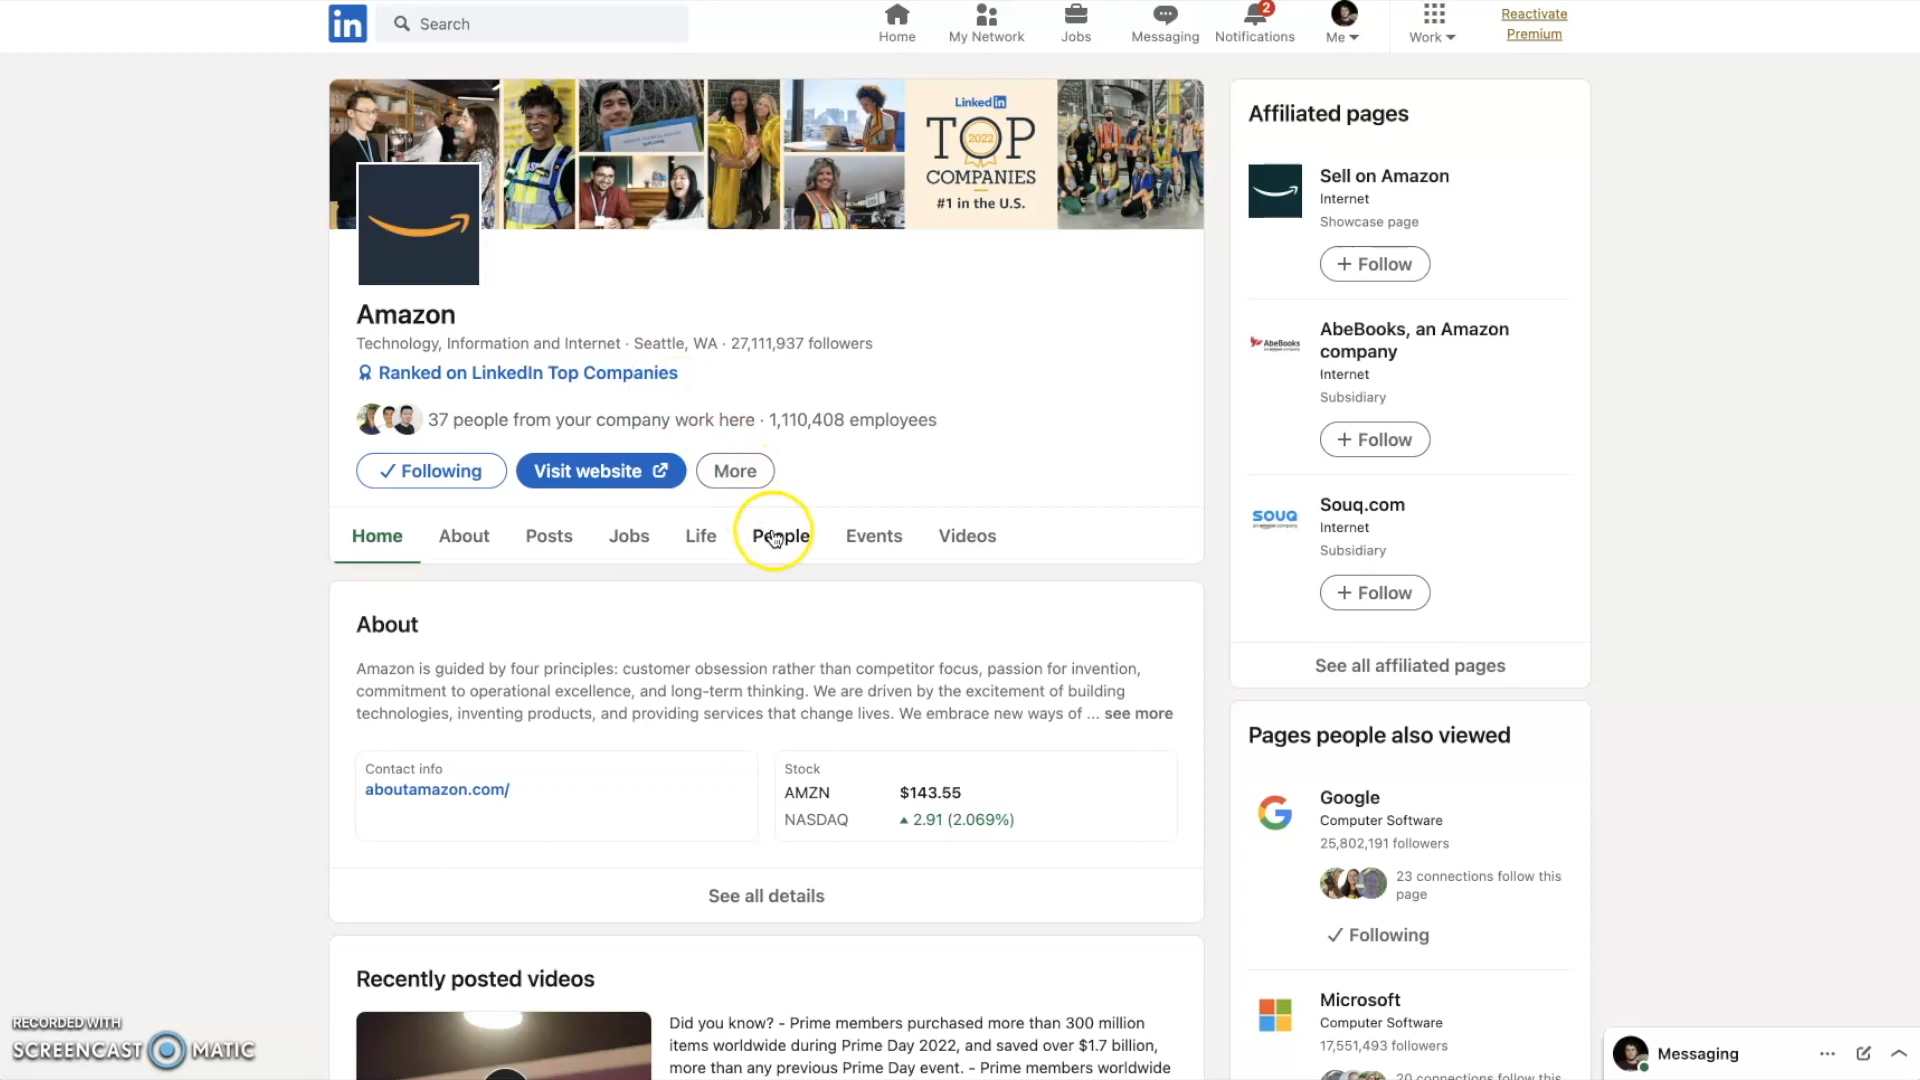 in
Search
Home
My Network
Jobs
Messaging
2
Notifications
Me
Work
Reactivate
Premium
LinkedIn
TOP
2022
COMPANIES
#1 in the U.S.
Amazon
Technology, Information and Internet · Seattle, WA · 27,111,937 followers
Ranked on LinkedIn Top Companies
37 people from your company work here · 1,110,408 employees
Following
Visit website
More
Home
About
Posts
Jobs
Life
People
Events
Videos
About
Amazon is guided by four principles: customer obsession rather than competitor focus, passion for invention,
commitment to operational excellence, and long-term thinking. We are driven by the excitement of building
technologies, inventing products, and providing services that change lives. We embrace new ways of ... see more
Contact info
aboutamazon.com/
Stock
AMZN $143.55
NASDAQ 2.91 (2.069%)
See all details
Recently posted videos
Did you know? - Prime members purchased more than 300 million
items worldwide during Prime Day 2022, and saved over $1.7 billion,
more than any previous Prime Day event. - Prime members worldwide
Affiliated pages
Sell on Amazon
Internet
Showcase page
+ Follow
AbeBooks
AbeBooks, an Amazon
company
Internet
Subsidiary
+ Follow
souq
Souq.com
Internet
Subsidiary
+ Follow
See all affiliated pages
Pages people also viewed
Google
Computer Software
25,802,191 followers
23 connections follow this
page
Following
Microsoft
Computer Software
17,551,493 followers
20 connections follow this
Messaging
RECORDED WITH
SCREENCAST MATIC